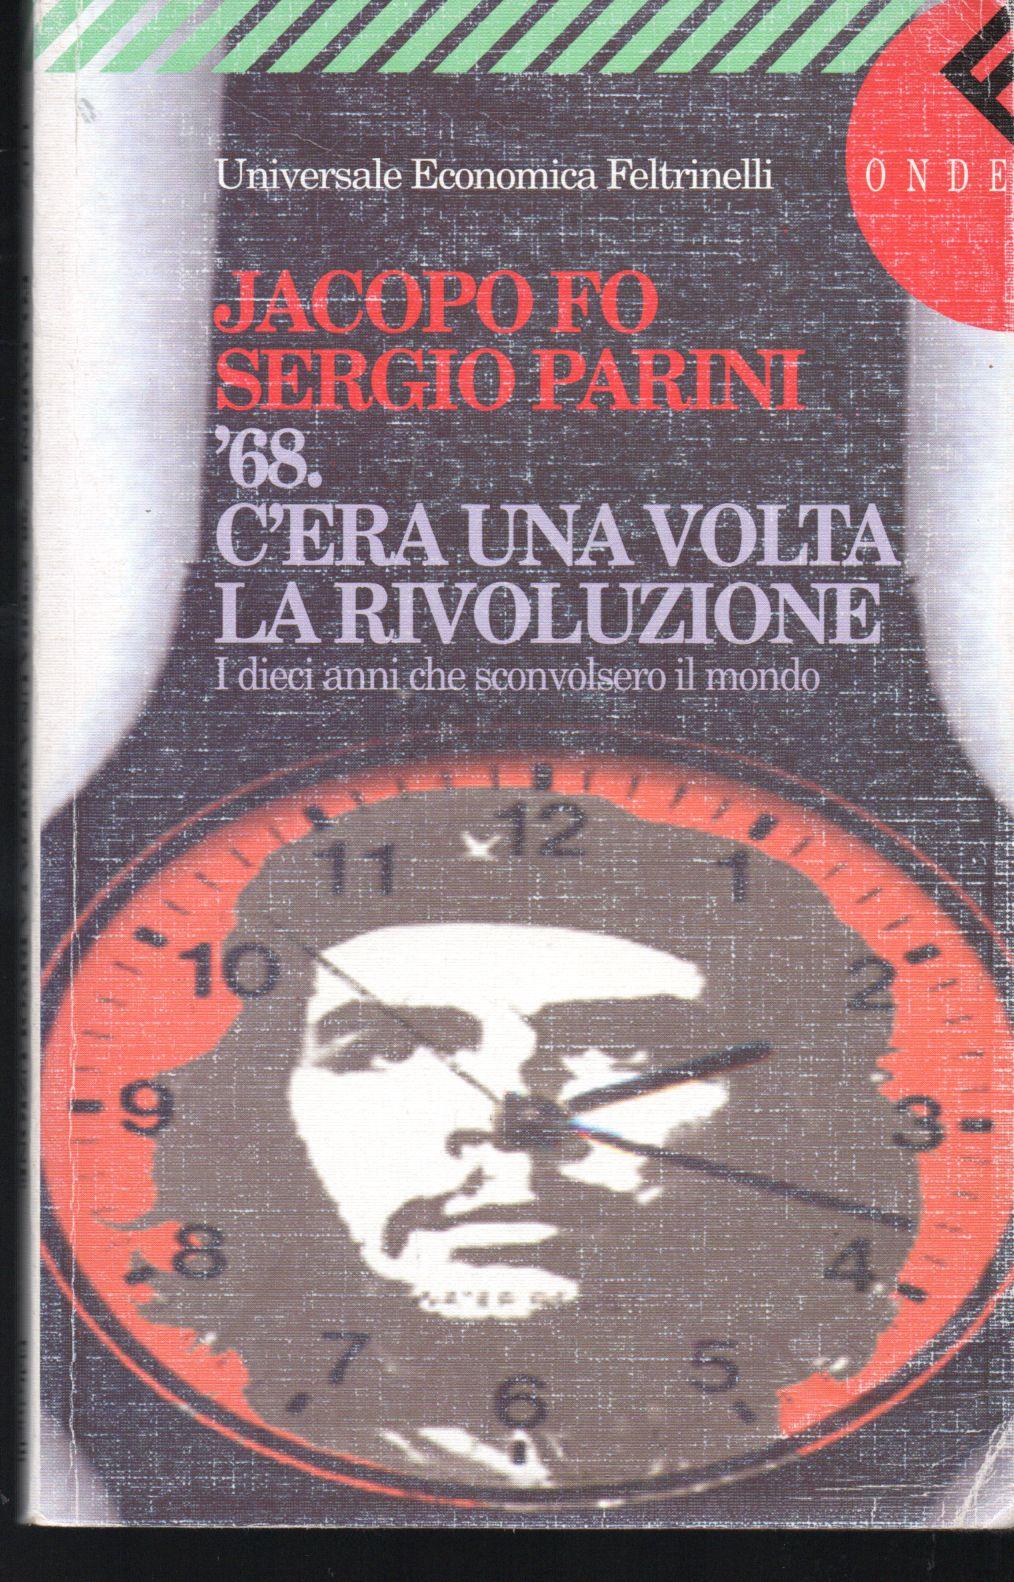 Universale Economica Feltrinelli
ONDE
JACOPO FO
SERGIO PARINI
'68.
C'ERA UNA VOLTA
LA RIVOLUZIONE
I dieci anni che sconvolsero il mondo
12
11
1
10
2
9
3
8
4
7
5
6